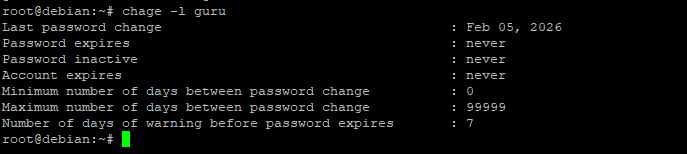 root@debian:~# chage -l guru
Last password change                                    : Feb 05, 2026
Password expires                                        : never
Password inactive                                       : never
Account expires                                         : never
Minimum number of days between password change          : 0
Maximum number of days between password change          : 99999
Number of days of warning before password expires       : 7
root@debian:~#